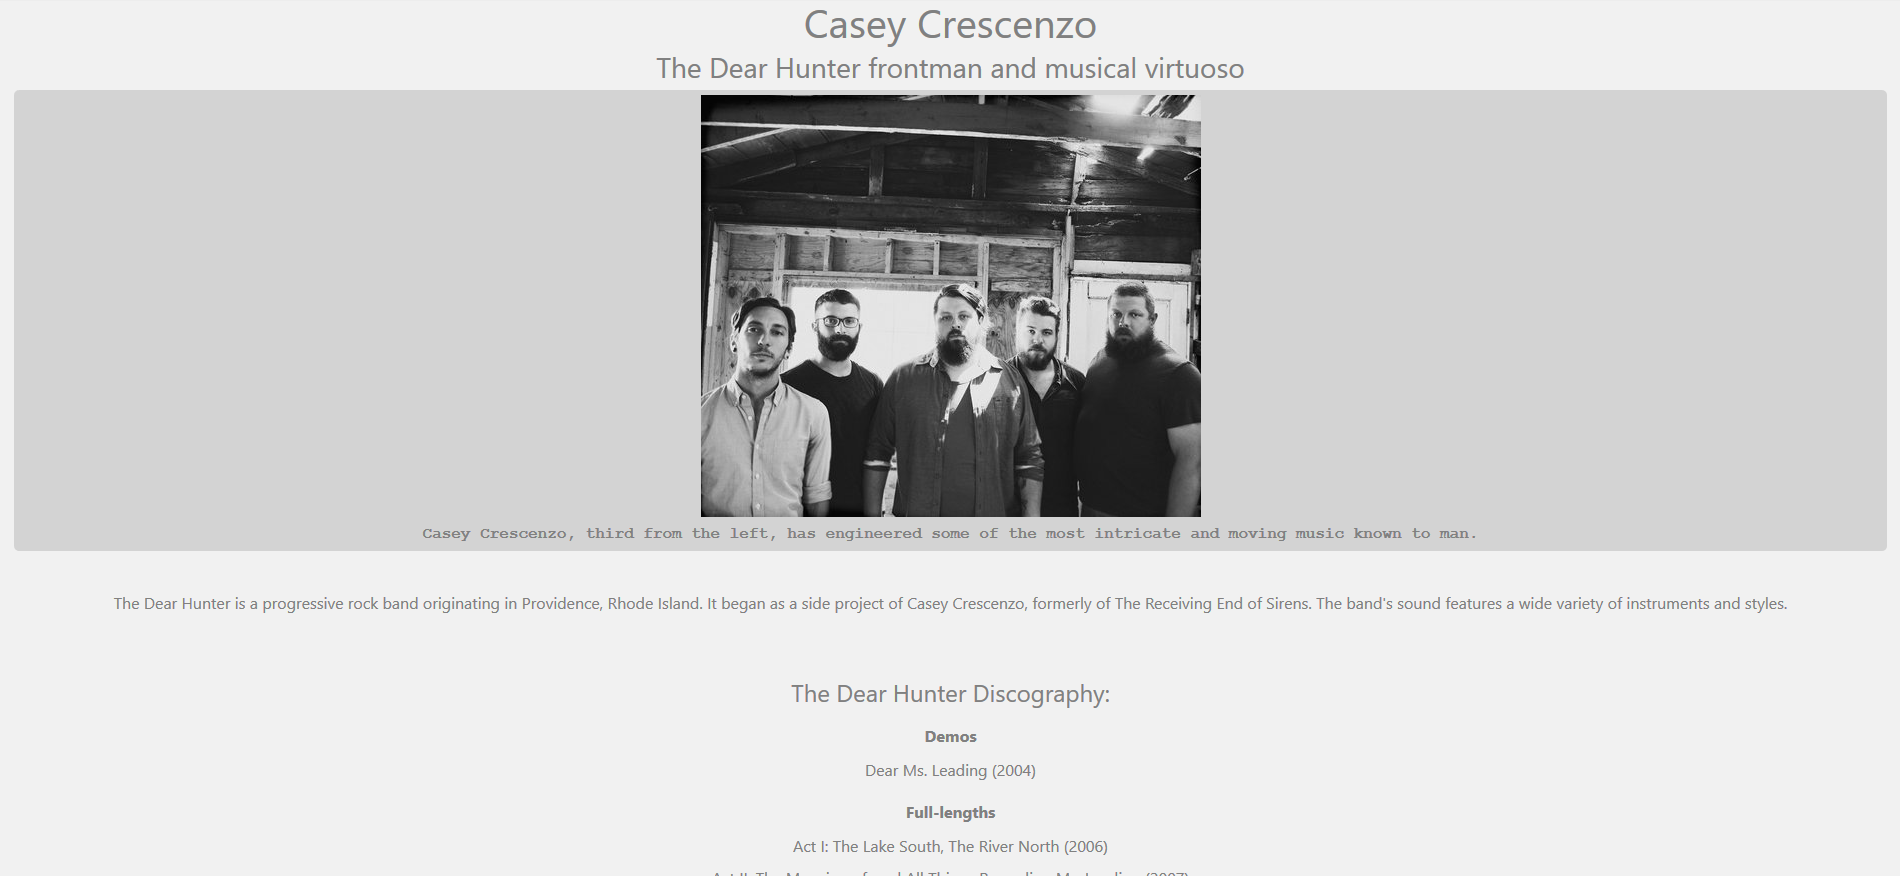 Casey Crescenzo
The Dear Hunter frontman and musical virtuoso
Casey Crescenzo, third from the left, has engineered some of the most intricate and moving music known to man.
The Dear Hunter is a progressive rock band originating in Providence, Rhode Island. It began as a side project of Casey Crescenzo, formerly of The Receiving End of Sirens. The band's sound features a wide variety of instruments and styles.
The Dear Hunter Discography:
Demos
Dear Ms. Leading (2004)
Full-lengths
Act I: The Lake South, The River North (2006)